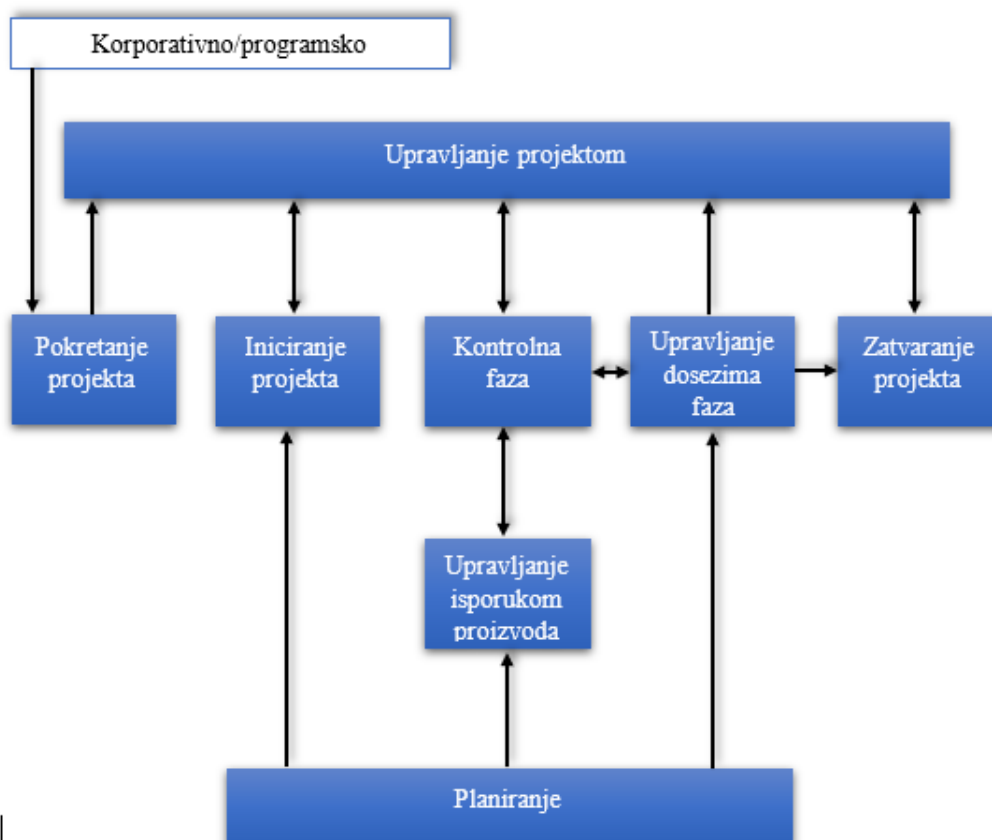 Korporativno/programsko
Upravljanje projektom
Pokretanje
projekta
Iniciranje
projekta
Kontrolna
faza
Upravljanje
dosezima
faza
Zatvaranje
projekta
Upravljanje
isporukom
proizvoda
Planiranje